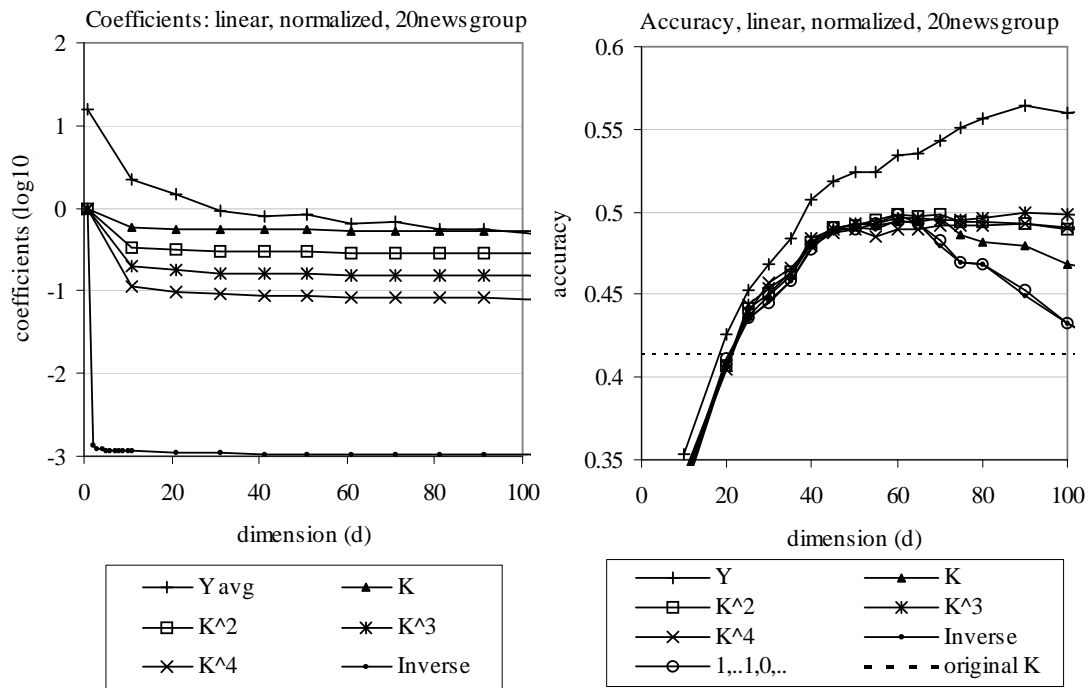 Coefficients: linear, normalized, 20newsgroup
2
1
0
-1
-2
-3
coefficients (log10
0 20 40 60 80 100
dimension (d)
Y avg K
K^2 K^3
K^4 Inverse
Accuracy, linear, normalized, 20newsgroup
0.6
0.55
0.5
0.45
0.4
0.35
accuracy
0 20 40 60 80 100
dimension (d)
Y K
K^2 K^3
K^4 Inverse
1,..1,0,.. original K